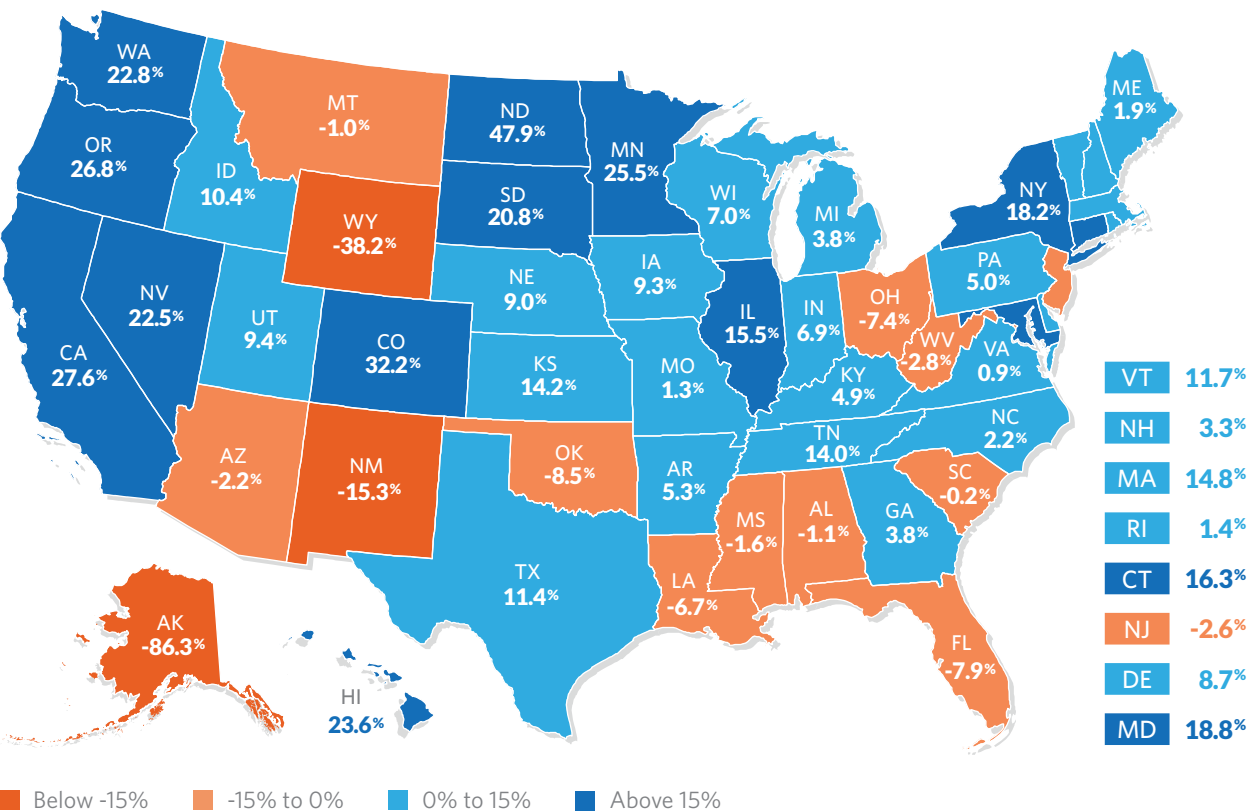 WA
22.8%
OR
26.8%
CA
27.6%
NV
22.5%
ID
10.4%
MT
-1.0%
WY
-38.2%
UT
9.4%
CO
32.2%
AZ
-2.2%
NM
-15.3%
ND
47.9%
SD
20.8%
NE
9.0%
KS
14.2%
OK
-8.5%
TX
11.4%
MN
25.5%
IA
9.3%
MO
1.3%
AR
5.3%
LA
-6.7%
WI
7.0%
IL
15.5%
MI
3.8%
IN
6.9%
OH
-7.4%
KY
4.9%
TN
14.0%
MS
-1.6%
AL
-1.1%
GA
3.8%
FL
-7.9%
SC
-0.2%
NC
2.2%
VA
0.9%
WV
-2.8%
PA
5.0%
NY
18.2%
ME
1.9%
AK
-86.3%
HI
23.6%
VT 11.7%
NH 3.3%
MA 14.8%
RI 1.4%
CT 16.3%
NJ -2.6%
DE 8.7%
MD 18.8%
Below -15% -15% to 0% 0% to 15% Above 15%